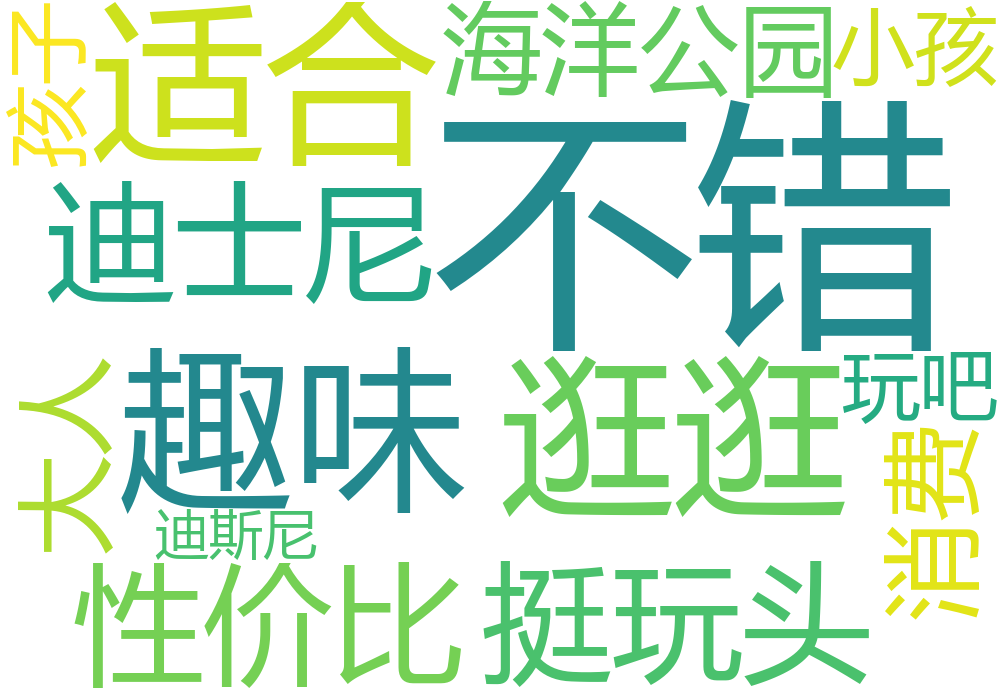 孩子
适合
海洋公园
小孩
不错
迪士尼
大人
趣味
逛逛
玩吧
消费
迪斯尼
性价比
挺玩头